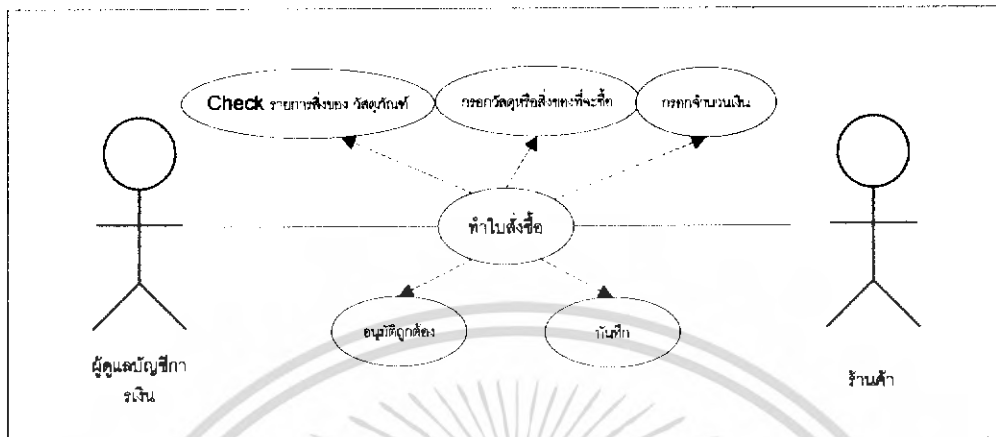 Check รายการสิ่งของ วัสดุภัณฑ์
กรอกวัสดุหรือสิ่งของที่จะซื้อ
กรอกจำนวนเงิน
ทำใบสั่งซื้อ
อนุมัติถูกต้อง
บันทึก
ผู้ดูแลบัญชีกา
รเงิน
ร้านค้า